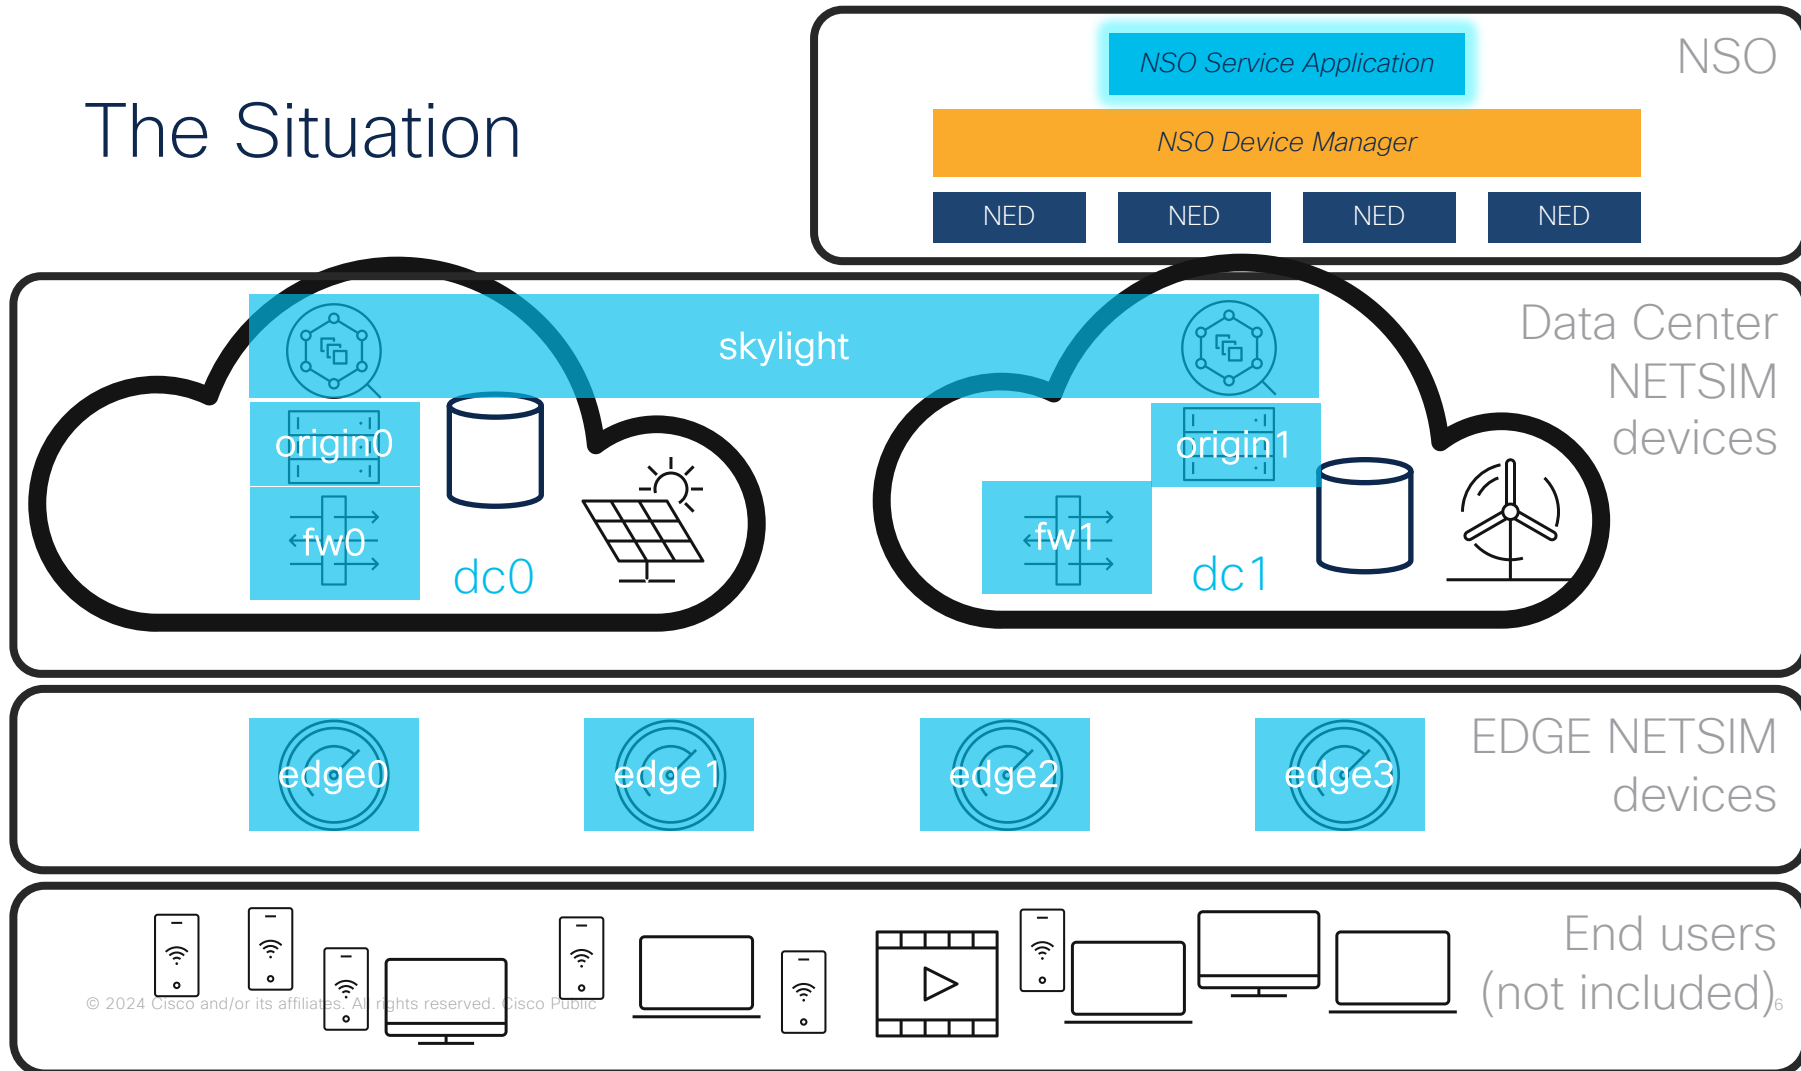 The Situation
NSO
NSO Service Application
NSO Device Manager
NED NED NED NED
Data Center
NETSIM
devices
skylight
origin0
origin1
fw0
fw1
dc0
dc1
EDGE NETSIM
devices
edge0 edge1 edge2 edge3
End users
(not included)
© 2024 Cisco and/or its affiliates. All rights reserved. Cisco Public
6